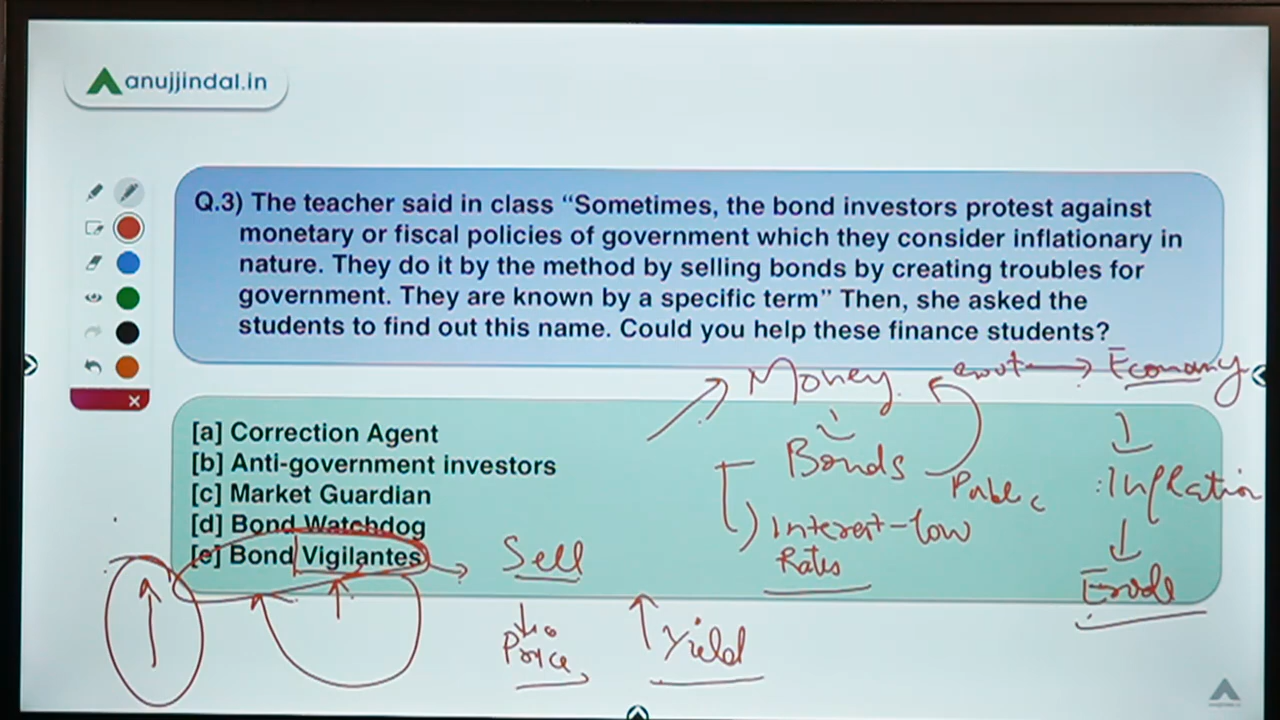 anujjindal.in
Q.3) The teacher said in class “Sometimes, the bond investors protest against
monetary or fiscal policies of government which they consider inflationary in
nature. They do it by the method by selling bonds by creating troubles for
government. They are known by a specific term” Then, she asked the
students to find out this name. Could you help these finance students?
Money govt Economy
[a] Correction Agent
[b] Anti-government investors
Bonds
[c] Market Guardian
Public Inflation
[d] Bond Watchdog
Interest-low
[e] Bond Vigilantes
Sell
Rates
Erode
Price
Yield